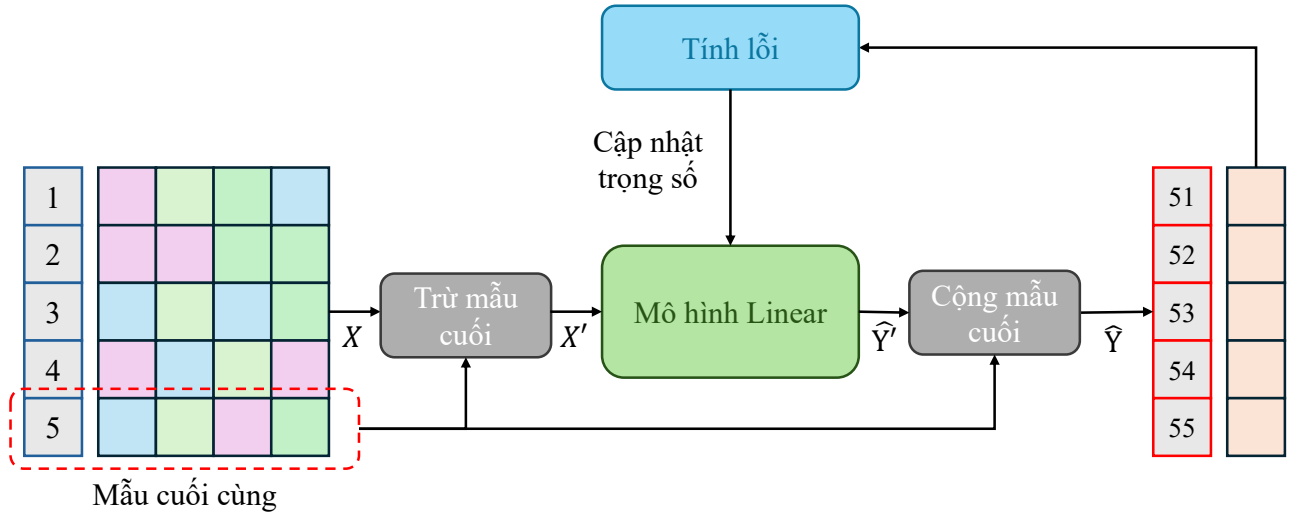 Tính lỗi
Cập nhật
trọng số
1
2
3
4
5
X
Trừ mẫu
cuối
X′
Mô hình Linear
Ŷ′
Cộng mẫu
cuối
Ŷ
51
52
53
54
55
Mẫu cuối cùng